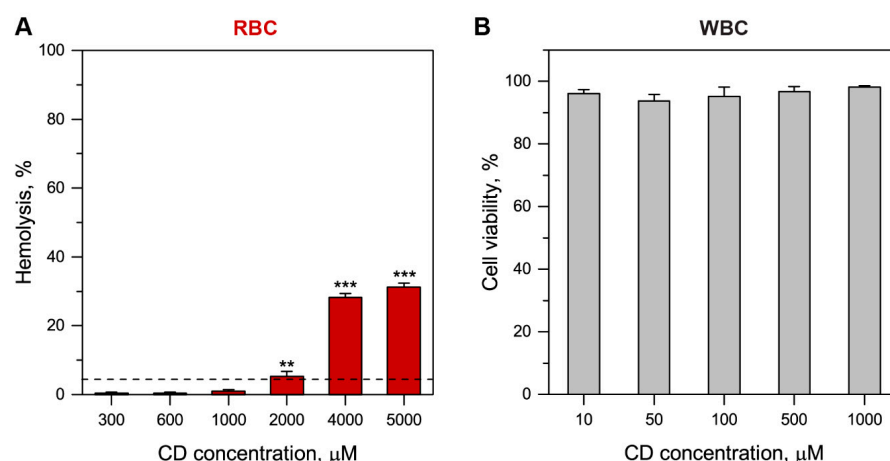 A
RBC
Hemolysis, %
100
80
60
40
20
0
**
***
***
300 600 1000 2000 4000 5000
CD concentration, μM
B
WBC
Cell viability, %
100
80
60
40
20
0
10 50 100 500 1000
CD concentration, μM